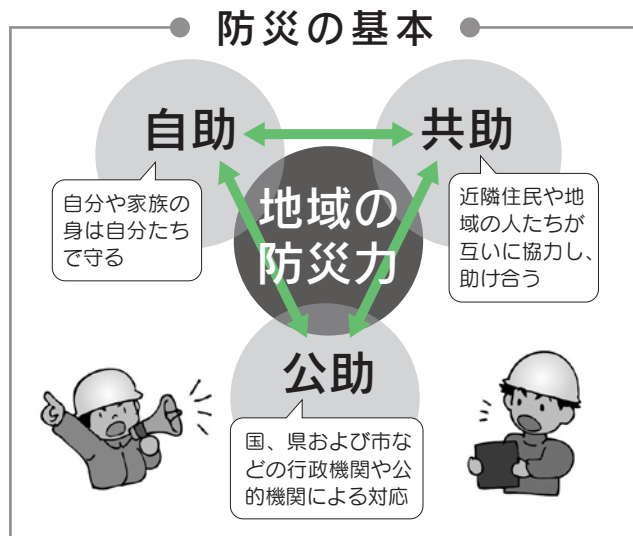 防災の基本
自助
共助
自分や家族の
身は自分たち
で守る
地域の
防災力
近隣住民や地
域の人たちが
互いに協力し、
助け合う
公助
国、県および市な
どの行政機関や公
的機関による対応